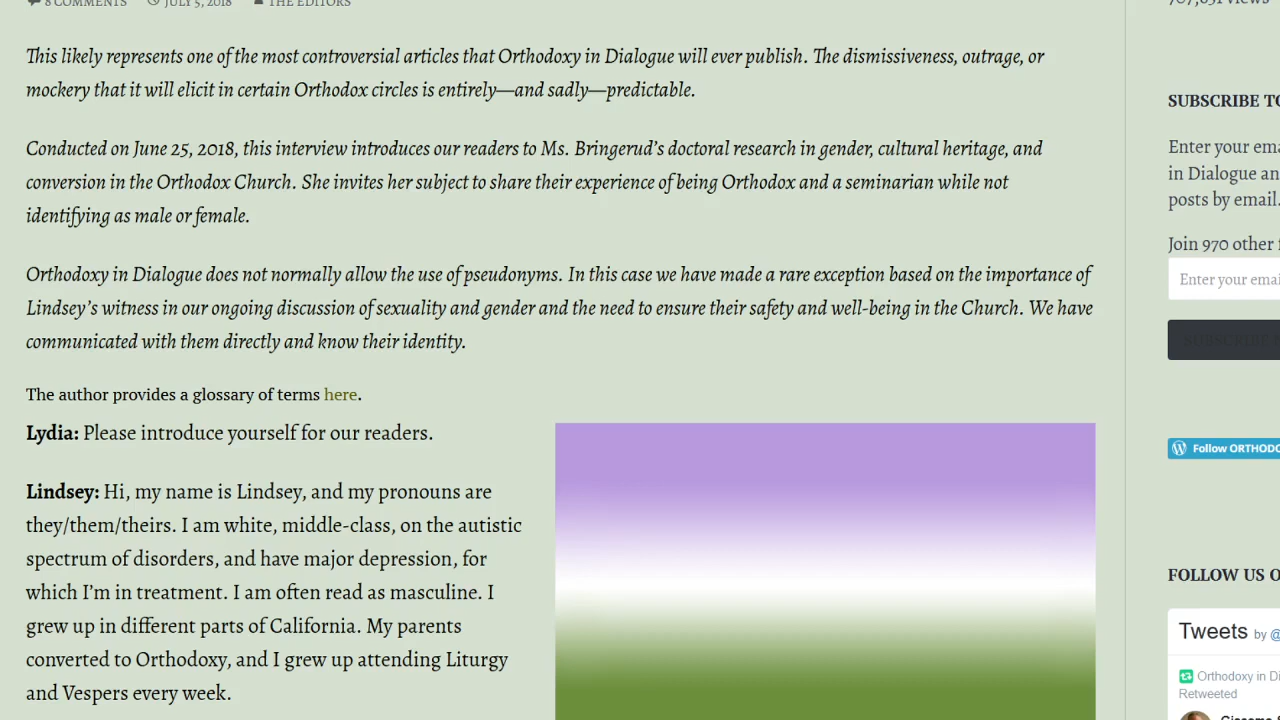 8 COMMENTS JULY 5, 2018 THE EDITORS
This likely represents one of the most controversial articles that Orthodoxy in Dialogue will ever publish. The dismissiveness, outrage, or
mockery that it will elicit in certain Orthodox circles is entirely—and sadly—predictable.
Conducted on June 25, 2018, this interview introduces our readers to Ms. Bringerud's doctoral research in gender, cultural heritage, and
conversion in the Orthodox Church. She invites her subject to share their experience of being Orthodox and a seminarian while not
identifying as male or female.
Orthodoxy in Dialogue does not normally allow the use of pseudonyms. In this case we have made a rare exception based on the importance of
Lindsey's witness in our ongoing discussion of sexuality and gender and the need to ensure their safety and well-being in the Church. We have
communicated with them directly and know their identity.
The author provides a glossary of terms here.
Lydia: Please introduce yourself for our readers.
Lindsey: Hi, my name is Lindsey, and my pronouns are
they/them/theirs. I am white, middle-class, on the autistic
spectrum of disorders, and have major depression, for
which I'm in treatment. I am often read as masculine. I
grew up in different parts of California. My parents
converted to Orthodoxy, and I grew up attending Liturgy
and Vespers every week.
views
SUBSCRIBE TO
Enter your ema
in Dialogue an
posts by email.
Join 970 other f
Enter your emai
SUBSCRIBE
Follow ORTHODO
FOLLOW US O
Tweets by @
Orthodoxy in Di
Retweeted